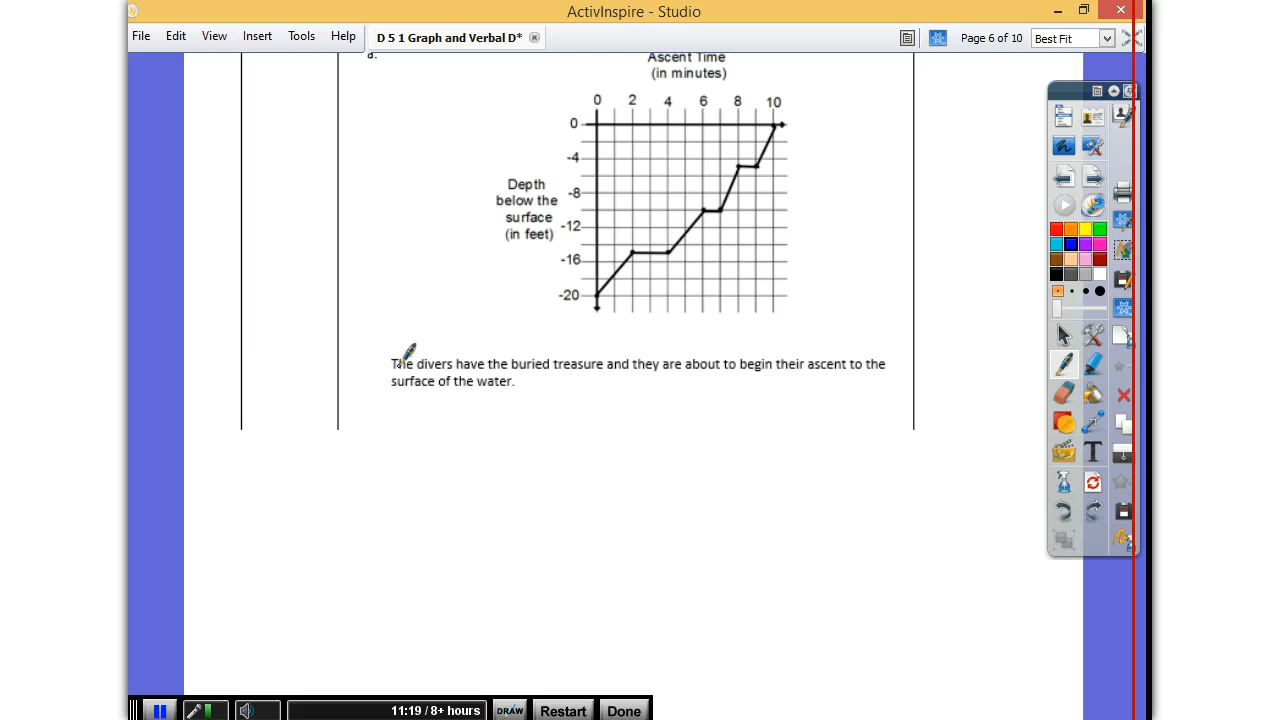 ActivInspire - Studio
File Edit View Insert Tools Help D 5 1 Graph and Verbal D* Page 6 of 10 Best Fit
a.
Ascent Time
(in minutes)
0 2 4 6 8 10
0
-4
-8
-12
-16
-20
Depth
below the
surface
(in feet)
The divers have the buried treasure and they are about to begin their ascent to the
surface of the water.
T
11:19 / 8+ hours DRAW Restart Done